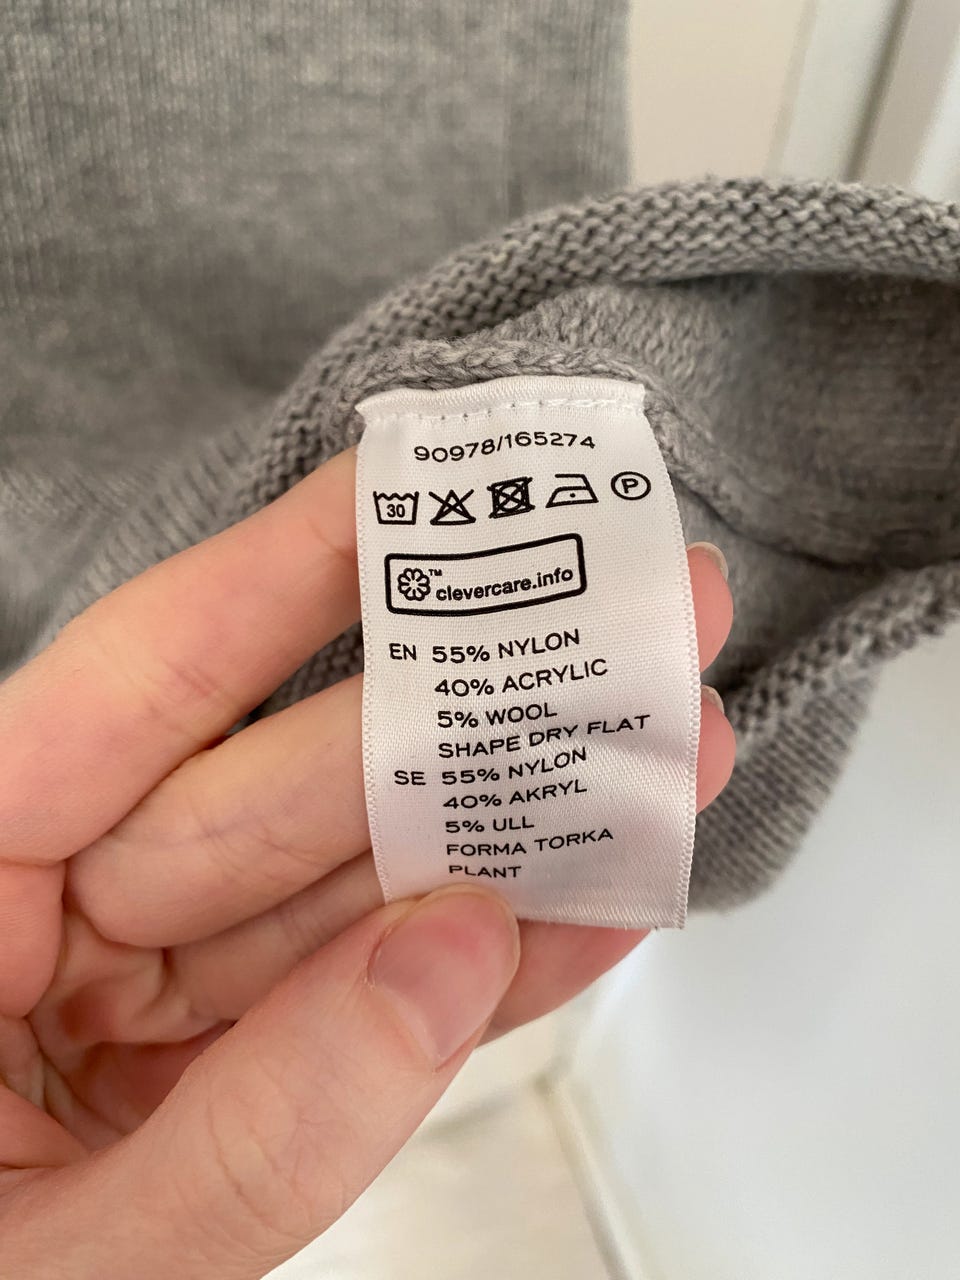 90978/165274
30 P
™ clevercare.info
EN 55% NYLON
40% ACRYLIC
5% WOOL
SHAPE DRY FLAT
SE 55% NYLON
40% AKRYL
5% ULL
FORMA TORKA
PLANT